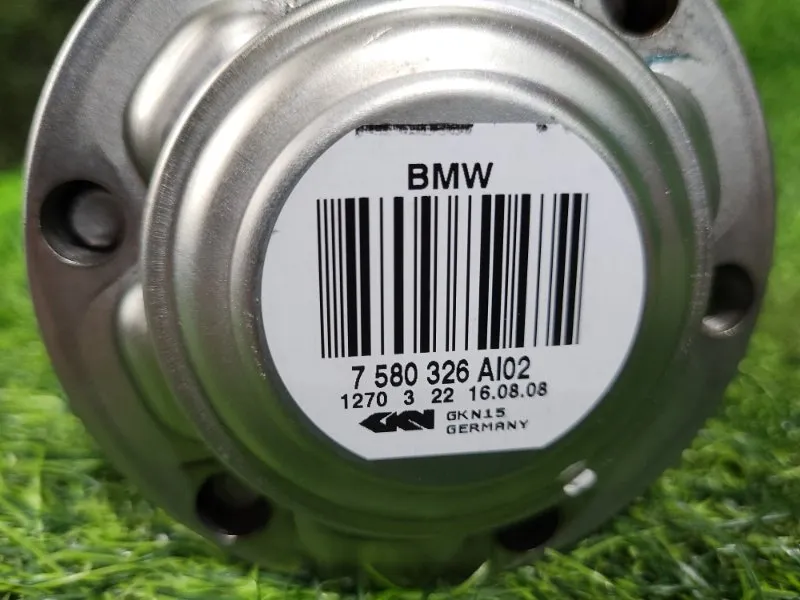 BMW
7 580 326 AI02
1270 3 22 16.08.08
GKN GKN15
GERMANY